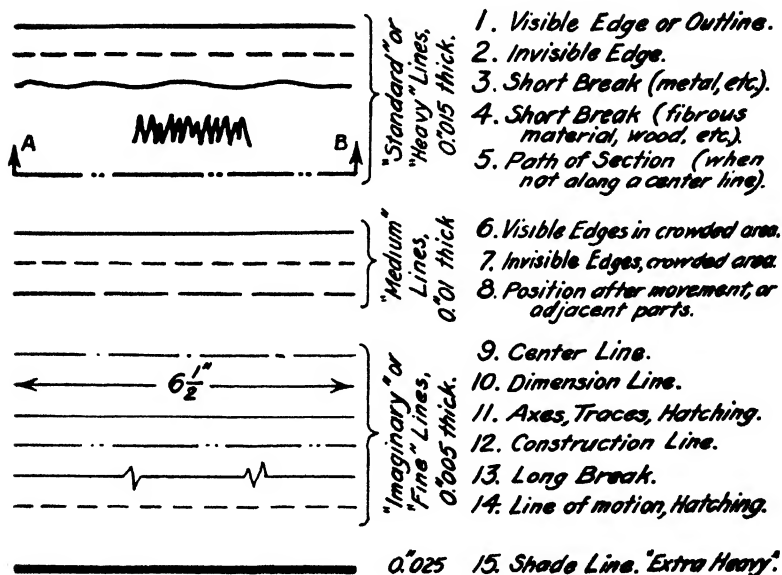 1. Visible Edge or Outline.
2. Invisible Edge.
3. Short Break (metal, etc).
4. Short Break (fibrous
material, wood, etc).
5. Path of Section (when
not along a center line).
"Standard" or
"Heavy" Lines,
0."015 thick.
A
B
6. Visible Edges in crowded area.
7. Invisible Edges, crowded area.
8. Position after movement, or
adjacent parts.
"Medium"
Lines,
0."01 thick
9. Center Line.
10. Dimension Line.
11. Axes, Traces, Hatching.
12. Construction Line.
13. Long Break.
14. Line of motion, Hatching.
"Imaginary" or
"Fine" Lines,
0."005 thick.
6 1/2"
0."025
15. Shade Line. "Extra Heavy".